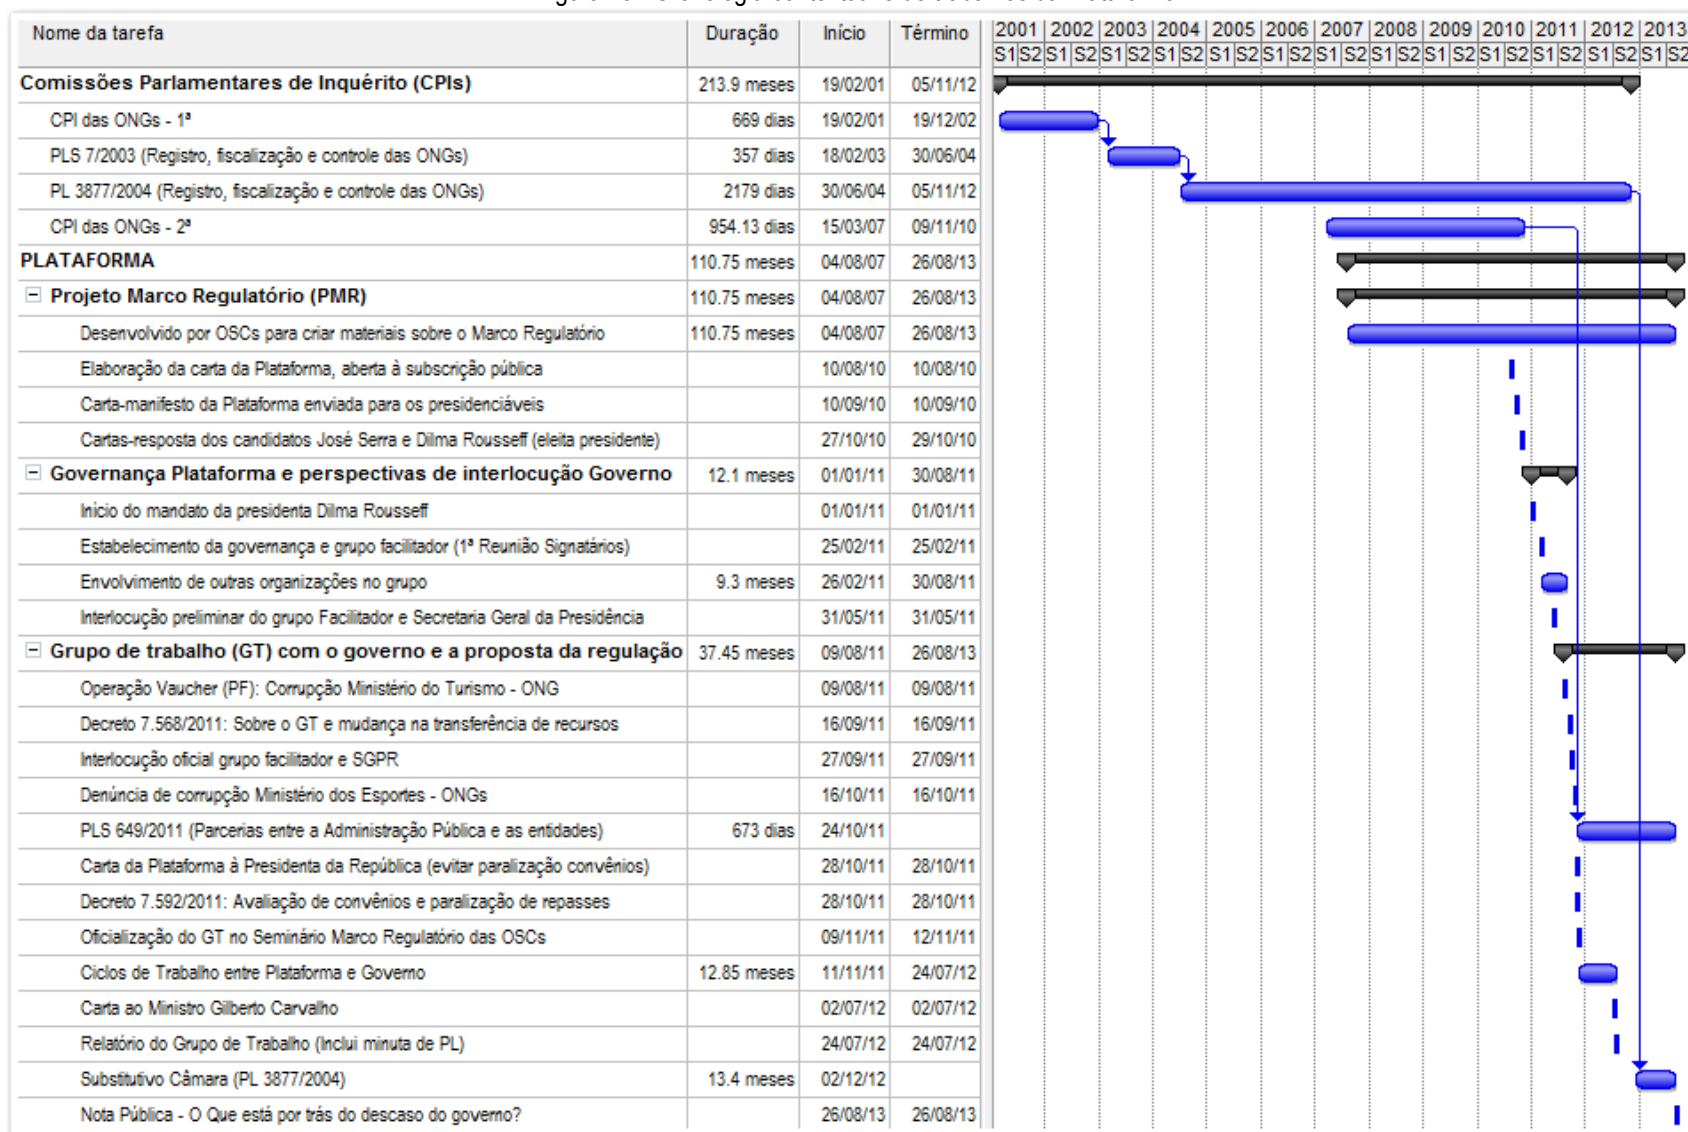 Nome da tarefa Duração Início Término 2001 2002 2003 2004 2005 2006 2007 2008 2009 2010 2011 2012 2013
S1 S2 S1 S2 S1 S2 S1 S2 S1 S2 S1 S2 S1 S2 S1 S2 S1 S2 S1 S2 S1 S2 S1 S2 S1 S2
Comissões Parlamentares de Inquérito (CPIs) 213.9 meses 19/02/01 05/11/12
CPI das ONGs - 1ª 669 dias 19/02/01 19/12/02
PLS 7/2003 (Registro, fiscalização e controle das ONGs) 357 dias 18/02/03 30/06/04
PL 3877/2004 (Registro, fiscalização e controle das ONGs) 2179 dias 30/06/04 05/11/12
CPI das ONGs - 2ª 954.13 dias 15/03/07 09/11/10
PLATAFORMA 110.75 meses 04/08/07 26/08/13
Projeto Marco Regulatório (PMR) 110.75 meses 04/08/07 26/08/13
Desenvolvido por OSCs para criar materiais sobre o Marco Regulatório 110.75 meses 04/08/07 26/08/13
Elaboração da carta da Plataforma, aberta à subscrição pública 10/08/10 10/08/10
Carta-manifesto da Plataforma enviada para os presidenciáveis 10/09/10 10/09/10
Cartas-resposta dos candidatos José Serra e Dilma Rousseff (eleita presidente) 27/10/10 29/10/10
Governança Plataforma e perspectivas de interlocução Governo 12.1 meses 01/01/11 30/08/11
Início do mandato da presidenta Dilma Rousseff 01/01/11 01/01/11
Estabelecimento da governança e grupo facilitador (1ª Reunião Signatários) 25/02/11 25/02/11
Envolvimento de outras organizações no grupo 9.3 meses 26/02/11 30/08/11
Interlocução preliminar do grupo Facilitador e Secretaria Geral da Presidência 31/05/11 31/05/11
Grupo de trabalho (GT) com o governo e a proposta da regulação 37.45 meses 09/08/11 26/08/13
Operação Vaucher (PF): Corrupção Ministério do Turismo - ONG 09/08/11 09/08/11
Decreto 7.568/2011: Sobre o GT e mudança na transferência de recursos 16/09/11 16/09/11
Interlocução oficial grupo facilitador e SGPR 27/09/11 27/09/11
Denúncia de corrupção Ministério dos Esportes - ONGs 16/10/11 16/10/11
PLS 649/2011 (Parcerias entre a Administração Pública e as entidades) 673 dias 24/10/11
Carta da Plataforma à Presidenta da República (evitar paralização convênios) 28/10/11 28/10/11
Decreto 7.592/2011: Avaliação de convênios e paralização de repasses 28/10/11 28/10/11
Oficialização do GT no Seminário Marco Regulatório das OSCs 09/11/11 12/11/11
Ciclos de Trabalho entre Plataforma e Governo 12.85 meses 11/11/11 24/07/12
Carta ao Ministro Gilberto Carvalho 02/07/12 02/07/12
Relatório do Grupo de Trabalho (Inclui minuta de PL) 24/07/12 24/07/12
Substitutivo Câmara (PL 3877/2004) 13.4 meses 02/12/12
Nota Pública - O Que está por trás do descaso do governo? 26/08/13 26/08/13